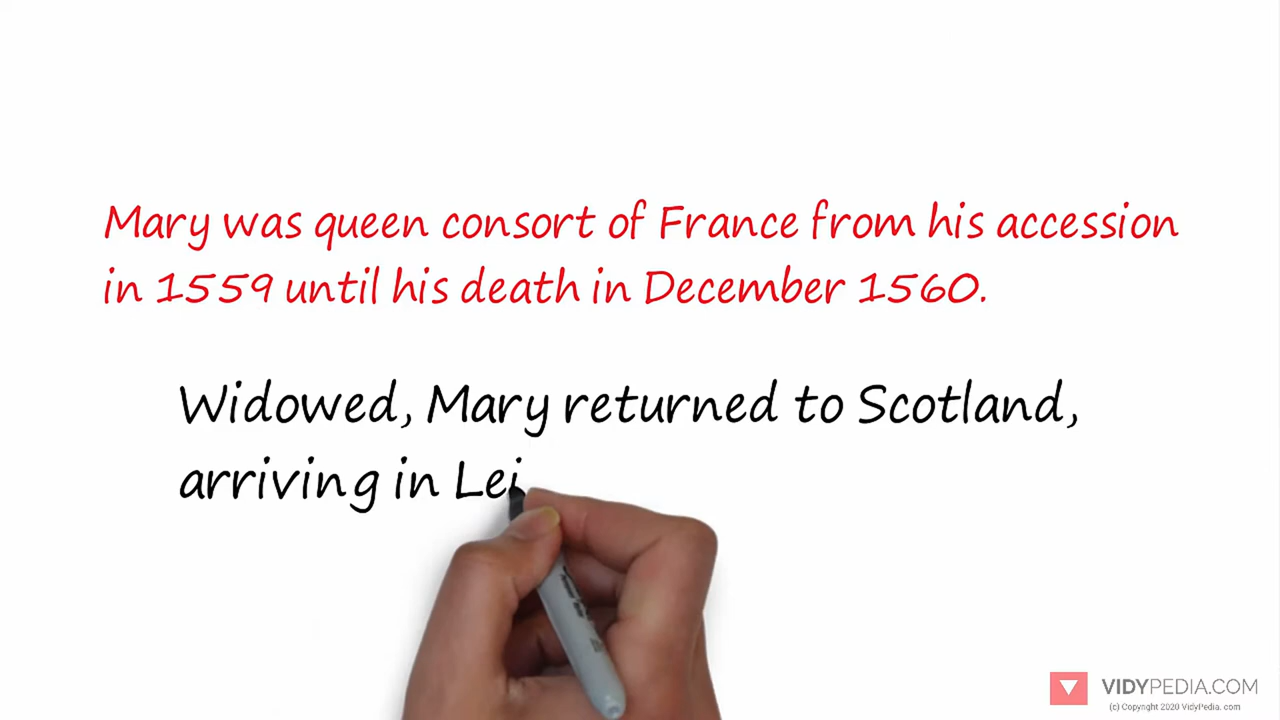 Mary was queen consort of France from his accession
in 1559 until his death in December 1560.
Widowed, Mary returned to Scotland,
arriving in Lei
VIDYPEDIA.COM
(c) Copyright 2020 VidyPedia. com